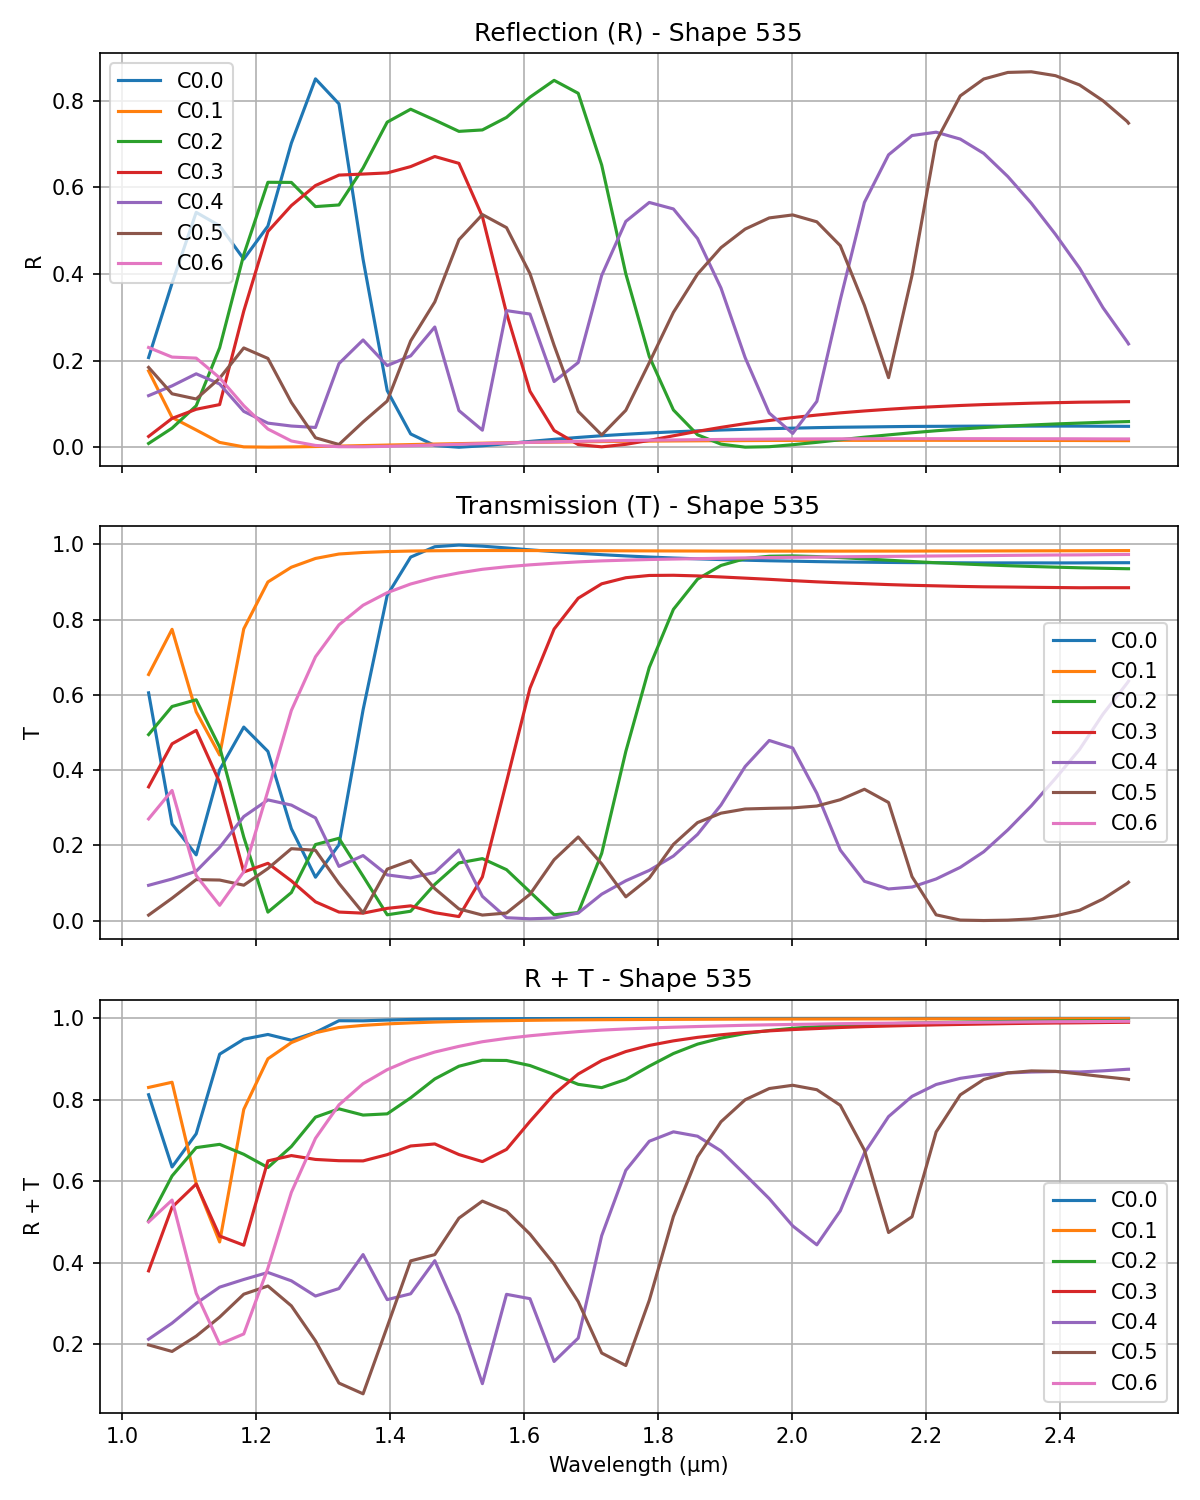 Reflection (R) - Shape 535
R
0.8
0.6
0.4
0.2
0.0
C0.0
C0.1
C0.2
C0.3
C0.4
C0.5
C0.6
Transmission (T) - Shape 535
T
1.0
0.8
0.6
0.4
0.2
0.0
C0.0
C0.1
C0.2
C0.3
C0.4
C0.5
C0.6
R + T - Shape 535
R + T
1.0
0.8
0.6
0.4
0.2
C0.0
C0.1
C0.2
C0.3
C0.4
C0.5
C0.6
1.0 1.2 1.4 1.6 1.8 2.0 2.2 2.4
Wavelength (μm)